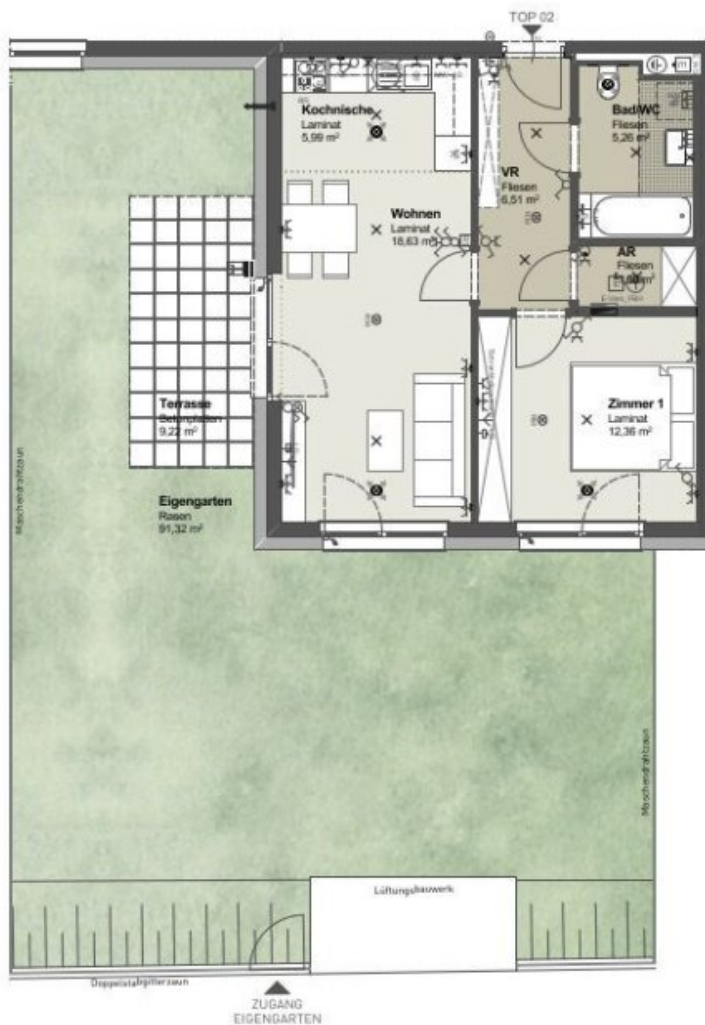 TOP 02
Kochnische
Laminat
5,99 m²
Bad/WC
Fliesen
5,26 m²
VR
Fliesen
6,51 m²
Wohnen
Laminat
18,63 m²
AR
Fliesen
Zimmer 1
Laminat
12,36 m²
Terrasse
Betonplatten
9,22 m²
Eigengarten
Rasen
91,32 m²
Maschendrahtzaun
Maschendrahtzaun
Lüftungsbauwerk
Doppelstabgitterzaun
ZUGANG
EIGENGARTEN